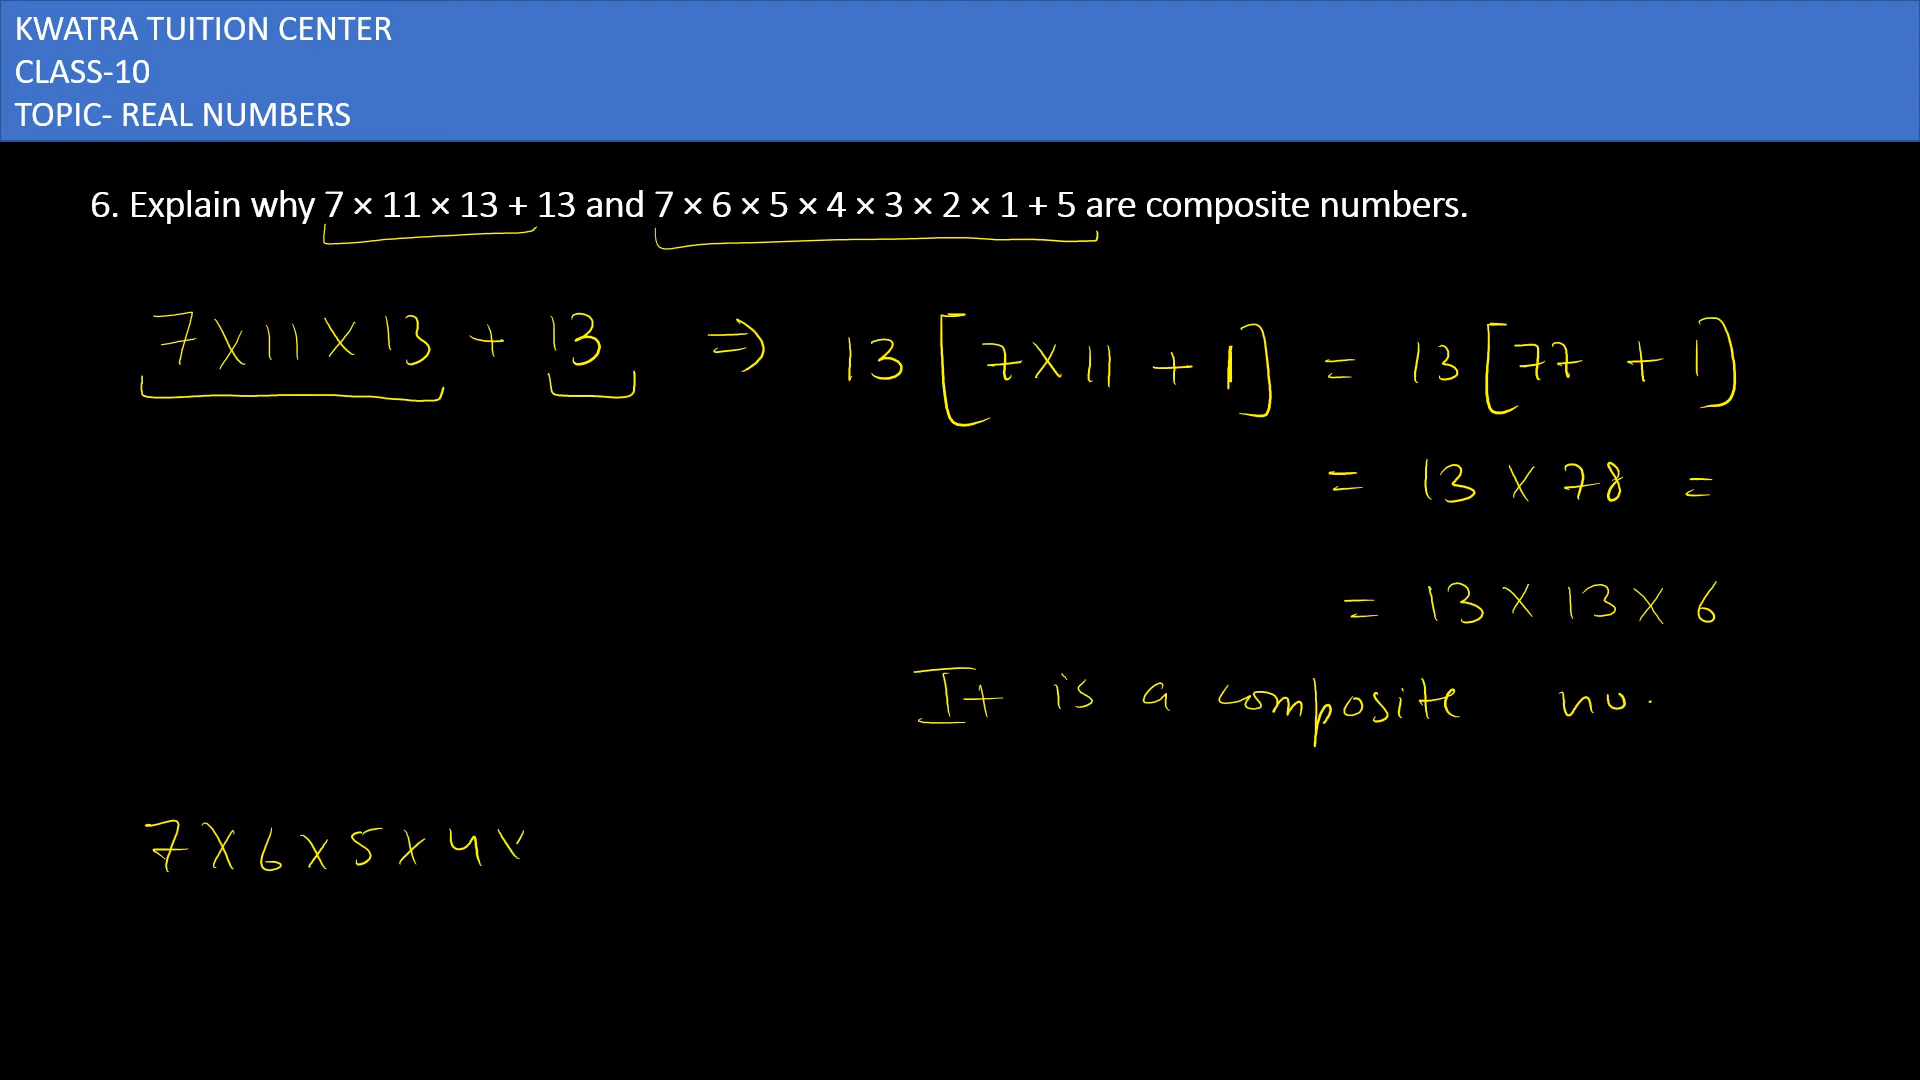 KWATRA TUITION CENTER
CLASS-10
TOPIC- REAL NUMBERS
6. Explain why 7 × 11 × 13 + 13 and 7 × 6 × 5 × 4 × 3 × 2 × 1 + 5 are composite numbers.
7 × 11 × 13 + 13 ⇒ 13 [7 × 11 + 1] = 13 [77 + 1]
= 13 × 78 =
= 13 × 13 × 6
It is a composite no.
7 × 6 × 5 × 4 ×